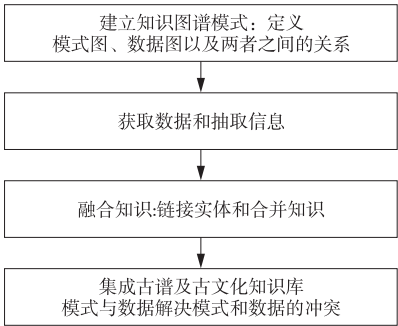 建立知识图谱模式：定义
模式图、数据图以及两者之间的关系
获取数据和抽取信息
融合知识:链接实体和合并知识
集成古谱及古文化知识库
模式与数据解决模式和数据的冲突